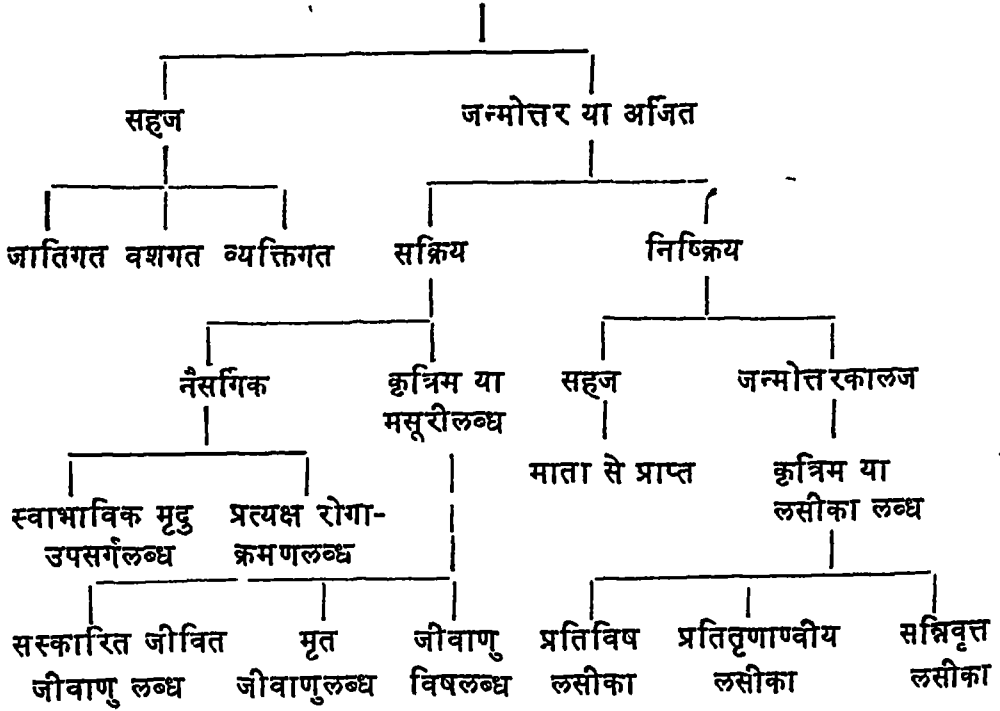 सहज जन्मोत्तर या अर्जित
जातिगत वशगत व्यक्तिगत सक्रिय निष्क्रिय
नैसर्गिक कृत्रिम या सहज जन्मोत्तरकालज
मसूरीलब्ध
माता से प्राप्त कृत्रिम या
स्वाभाविक मृदु प्रत्यक्ष रोगा- लसीका लब्ध
उपसर्गलब्ध क्रमणलब्ध
सस्कारित जीवित मृत जीवाणु प्रतिविष प्रतितृणाण्वीय सन्निवृत्त
जीवाणु लब्ध जीवाणुलब्ध विषलब्ध लसीका लसीका लसीका